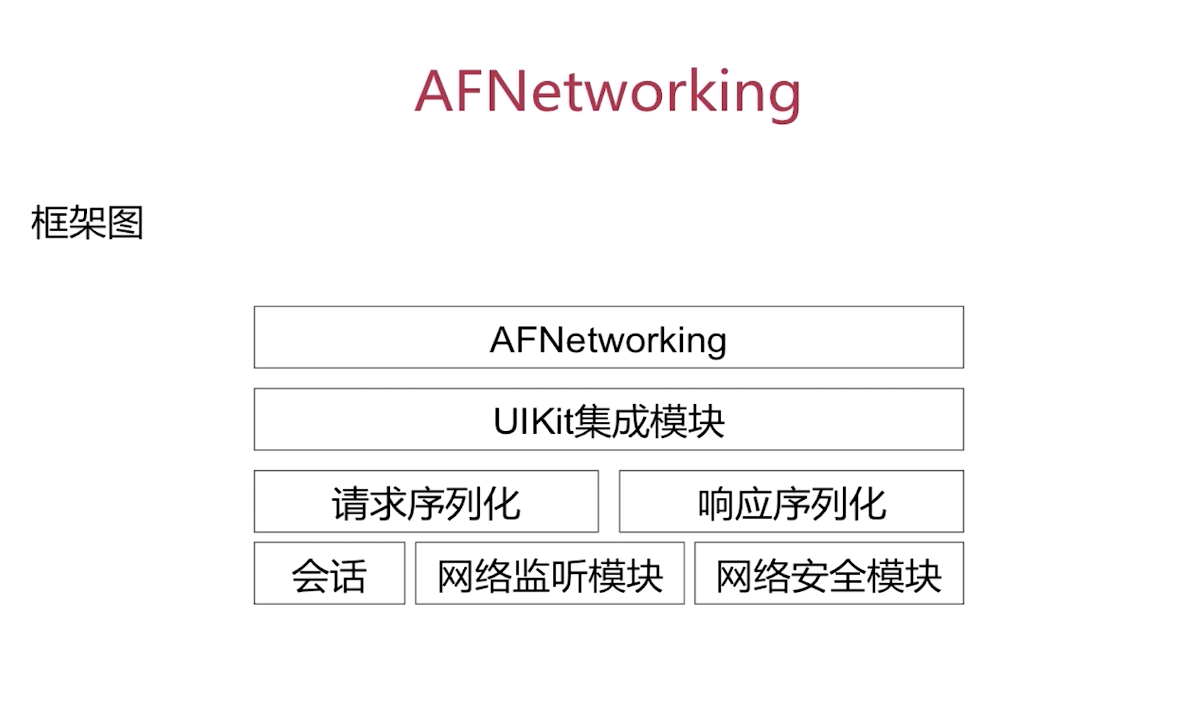 AFNetworking
框架图
AFNetworking
UIKit集成模块
请求序列化 响应序列化
会话 网络监听模块 网络安全模块